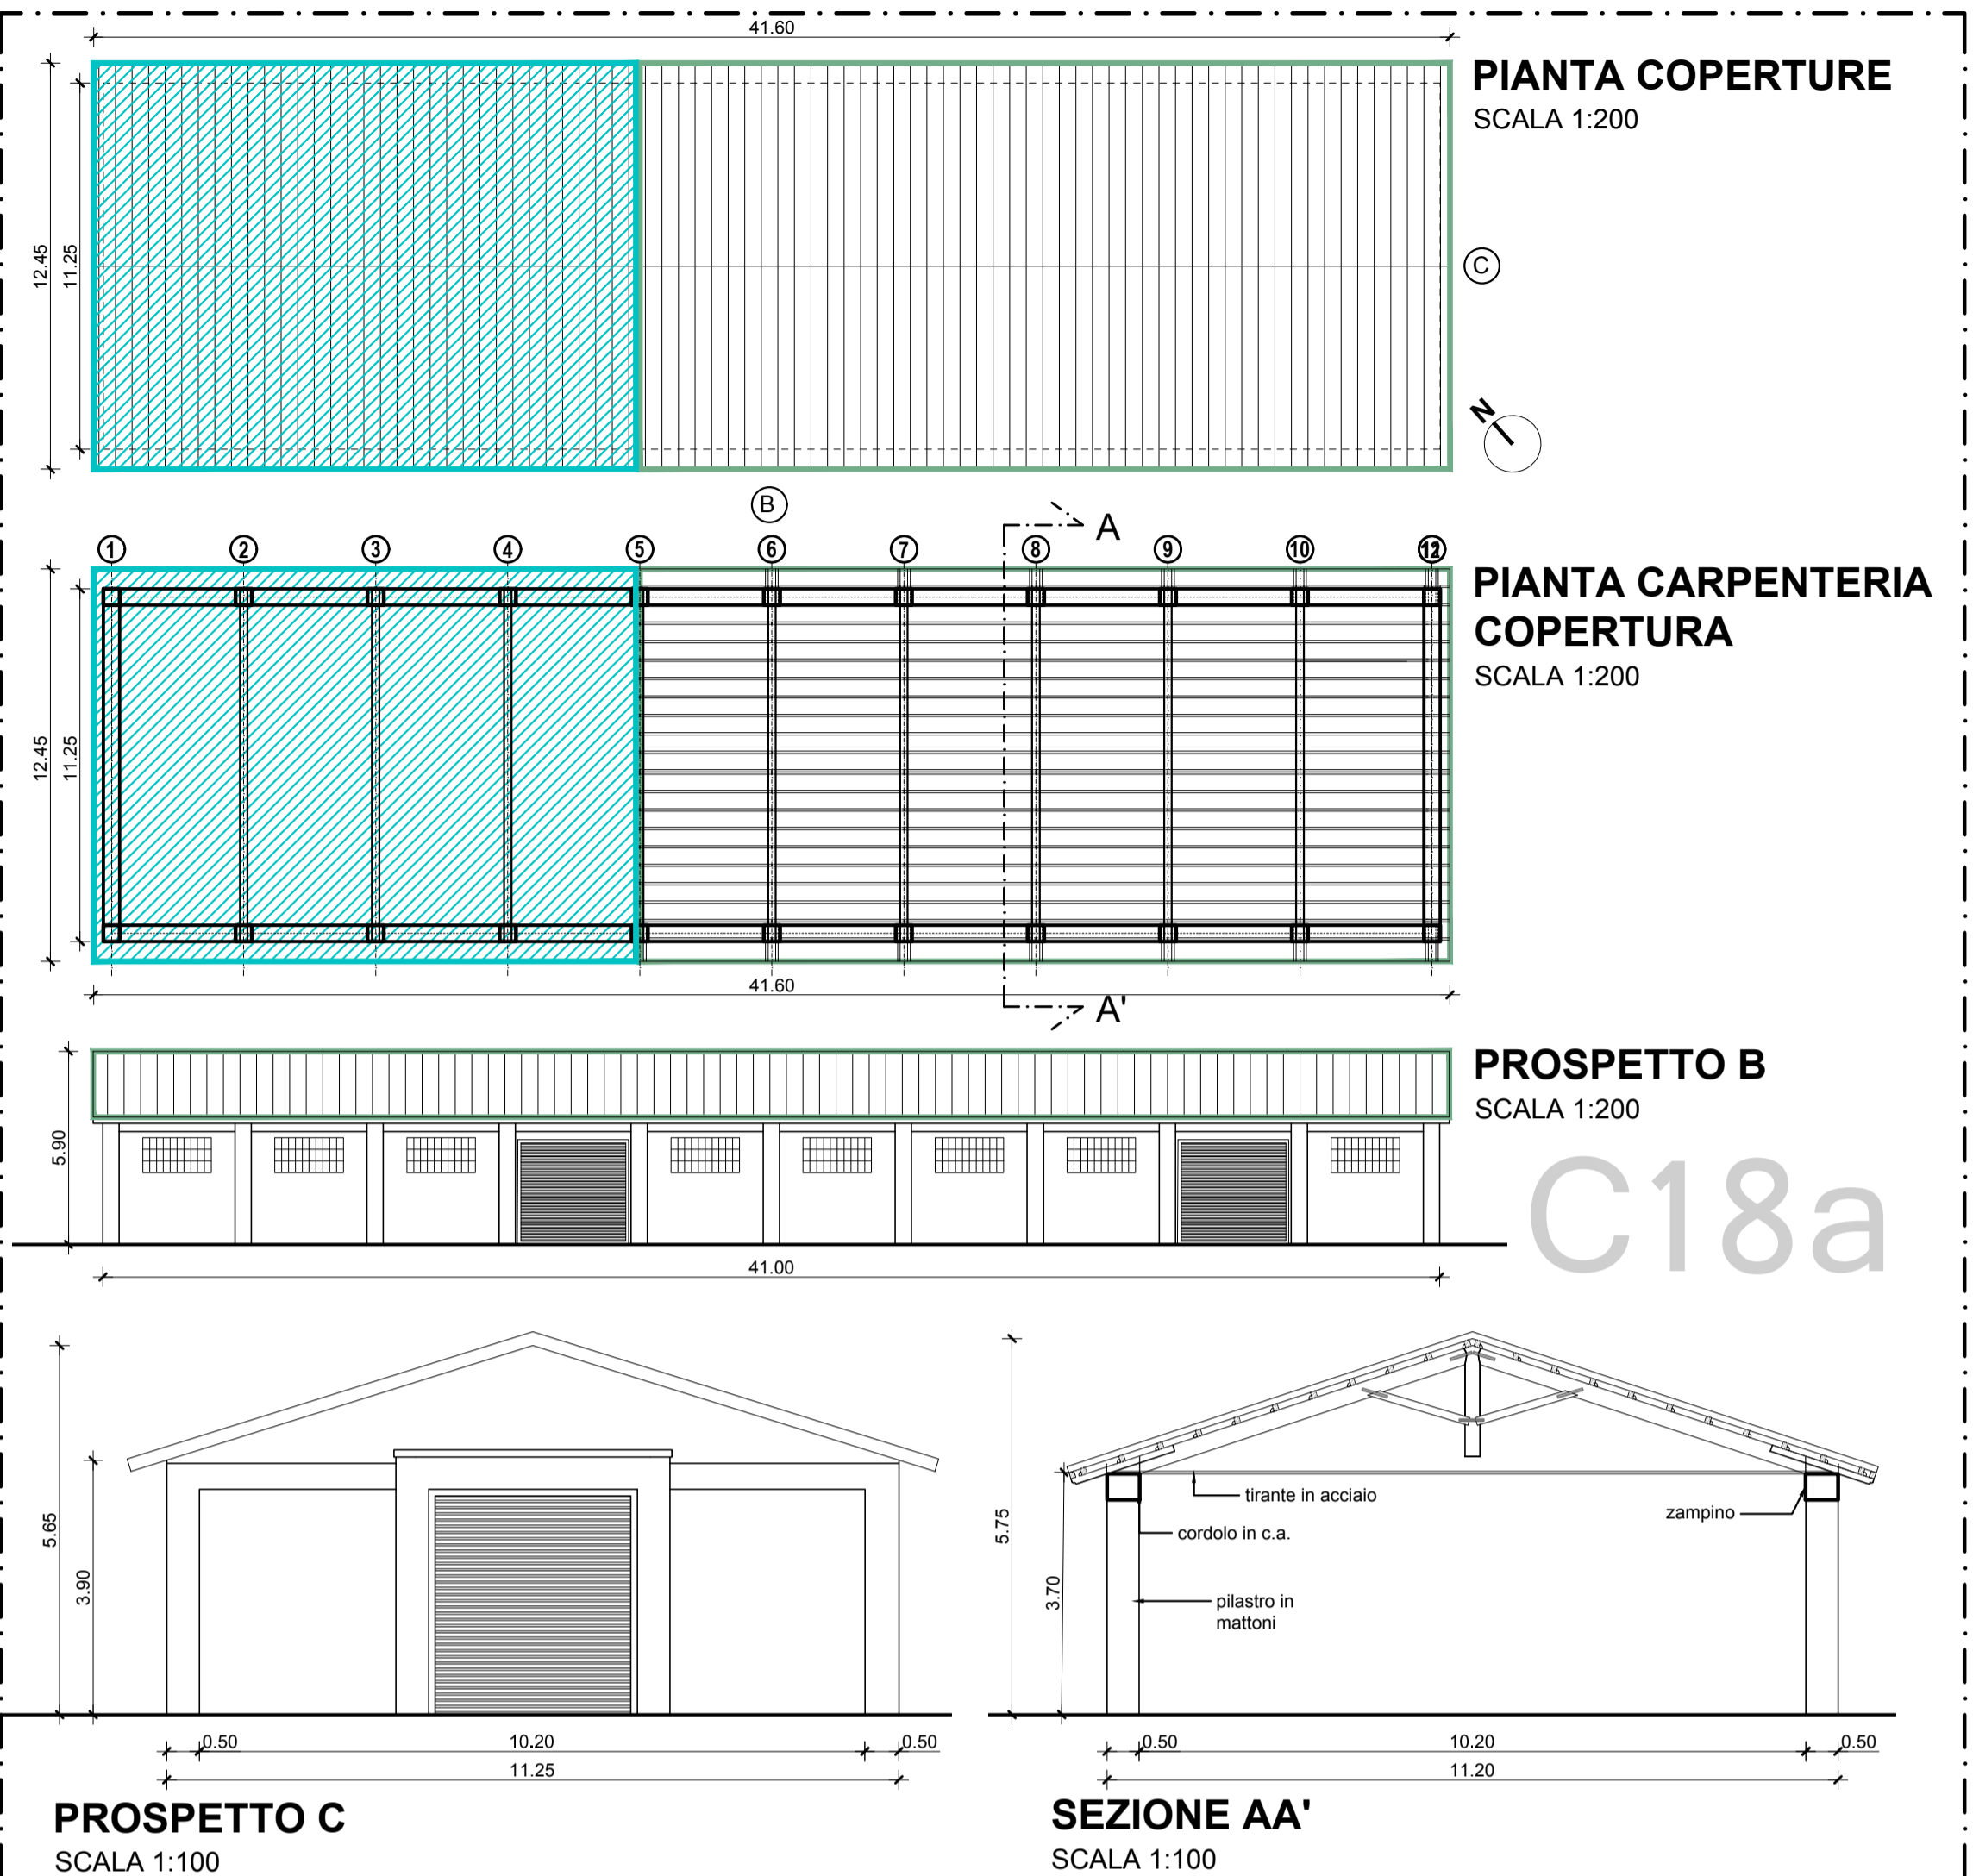 41.60
PIANTA COPERTURE
SCALA 1:200
12.45
11.25
C
N
B
A
1
2
3
4
5
6
7
8
9
10
PIANTA CARPENTERIA
COPERTURA
SCALA 1:200
12.45
11.25
41.60
A'
PROSPETTO B
SCALA 1:200
5.90
C18a
41.00
5.65
3.90
0.50
10.20
0.50
11.25
PROSPETTO C
SCALA 1:100
5.75
3.70
tirante in acciaio
cordolo in c.a.
zampino
pilastro in
mattoni
0.50
10.20
0.50
11.20
SEZIONE AA'
SCALA 1:100